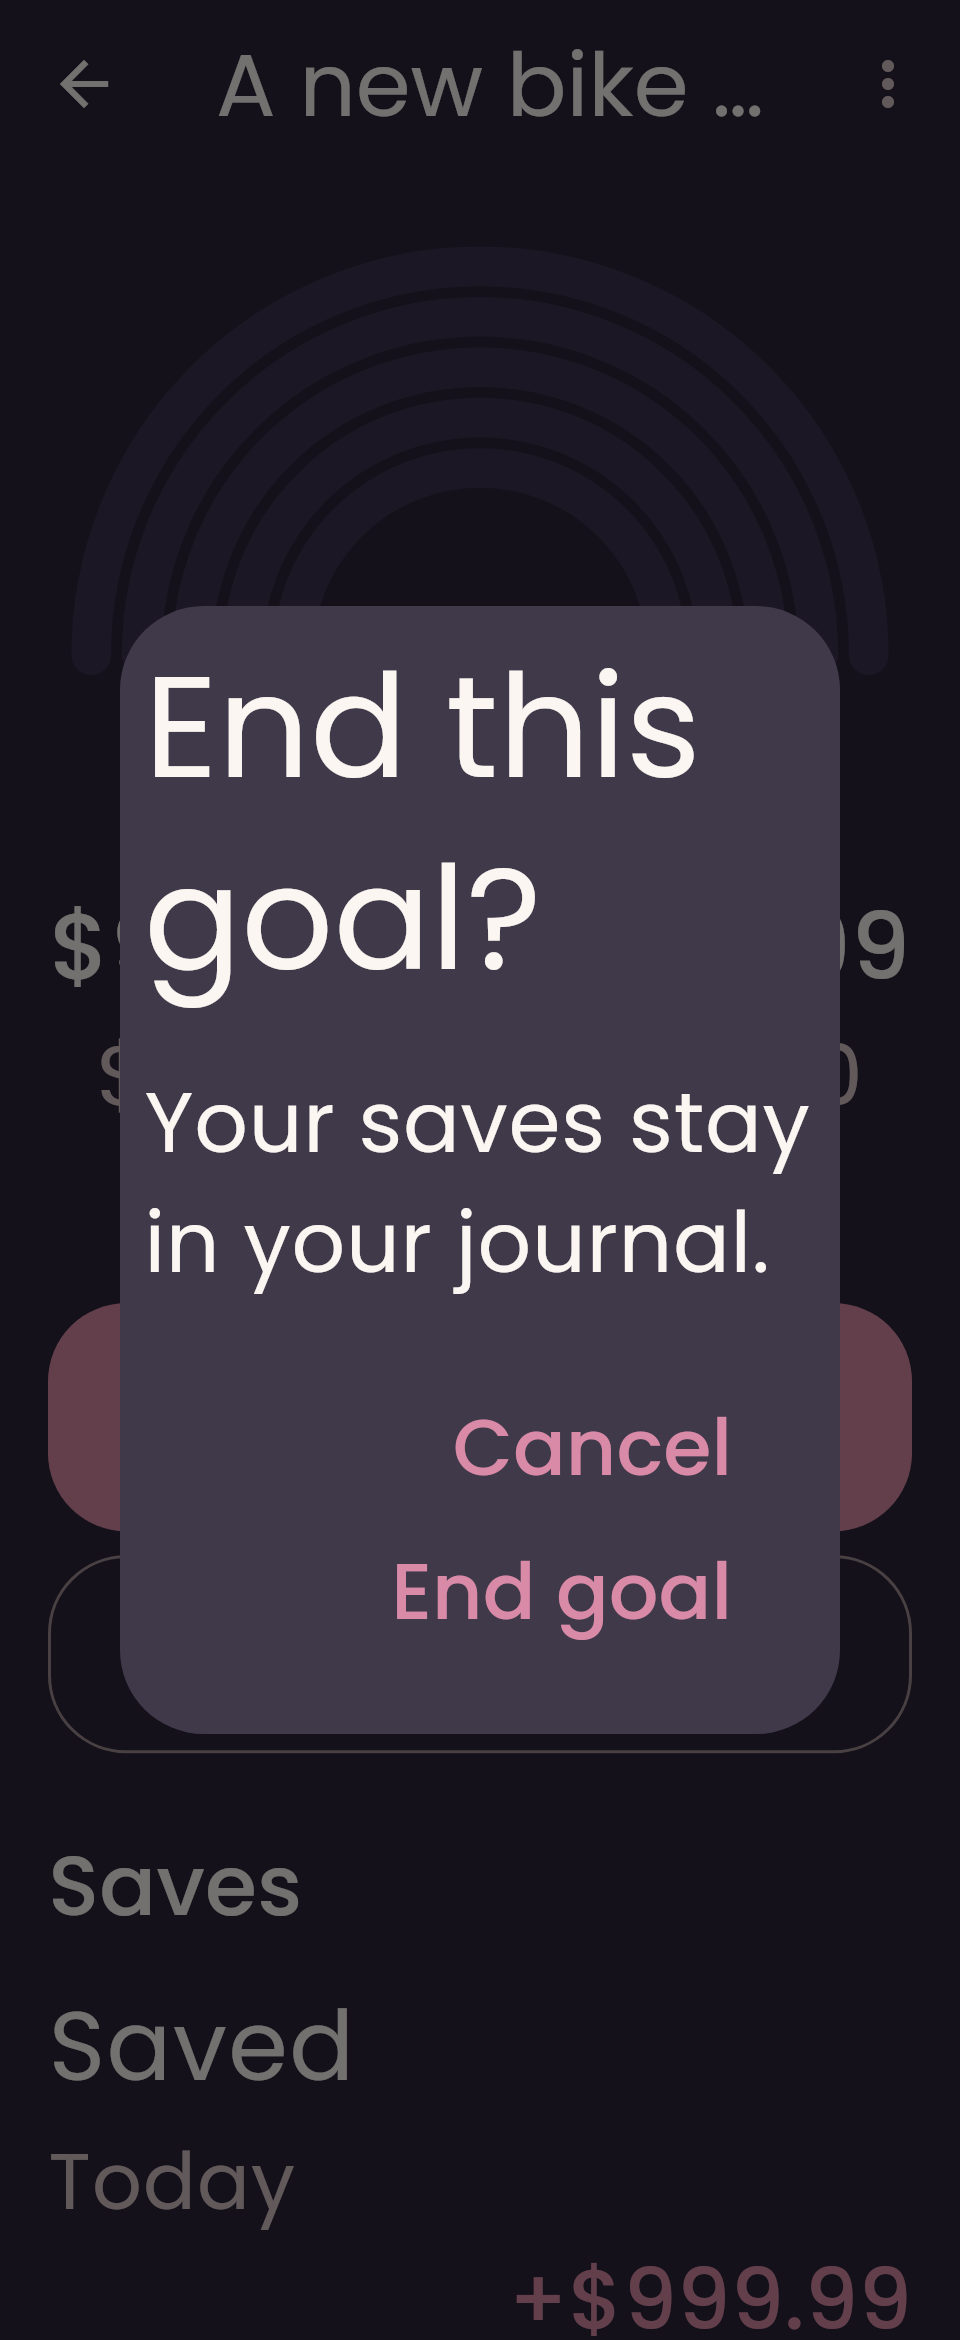 A new bike …
End this
goal?
Your saves stay
in your journal.
Cancel
End goal
Saves
Saved
Today
+$999.99